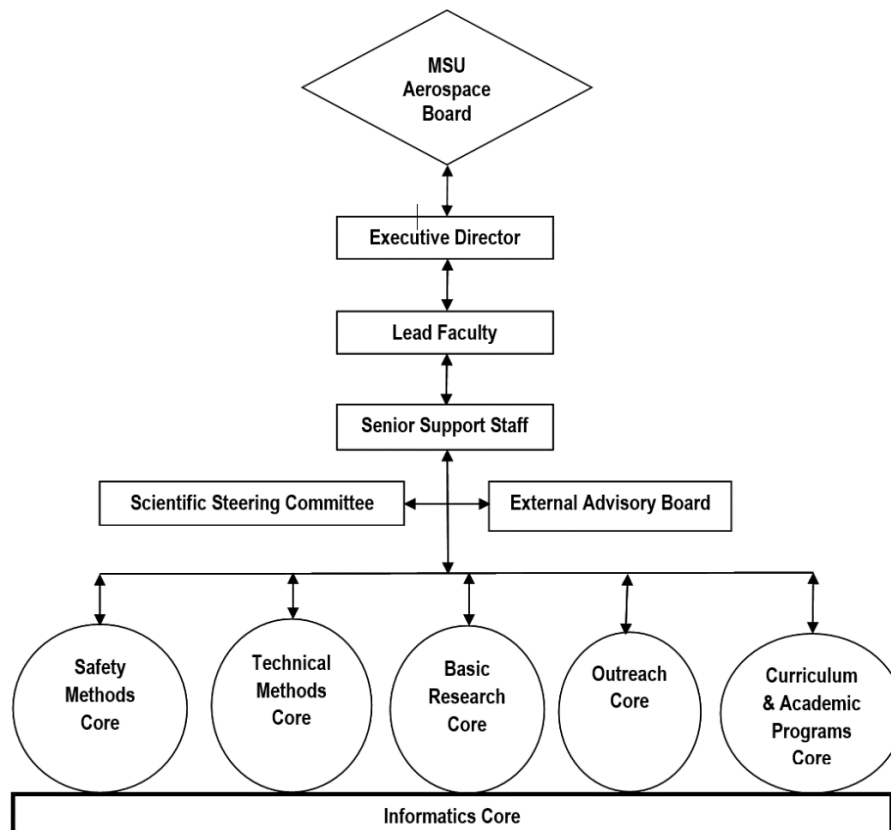 MSU
Aerospace
Board
Executive Director
Lead Faculty
Senior Support Staff
Scientific Steering Committee
External Advisory Board
Safety
Methods
Core
Technical
Methods
Core
Basic
Research
Core
Outreach
Core
Curriculum
& Academic
Programs
Core
Informatics Core